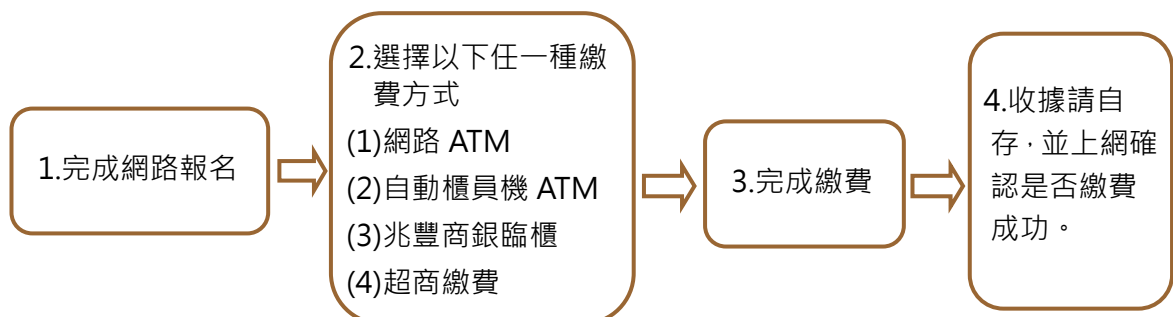 1.完成網路報名
2.選擇以下任一種繳
費方式
(1)網路 ATM
(2)自動櫃員機 ATM
(3)兆豐商銀臨櫃
(4)超商繳費
3.完成繳費
4.收據請自
存，並上網確
認是否繳費
成功。